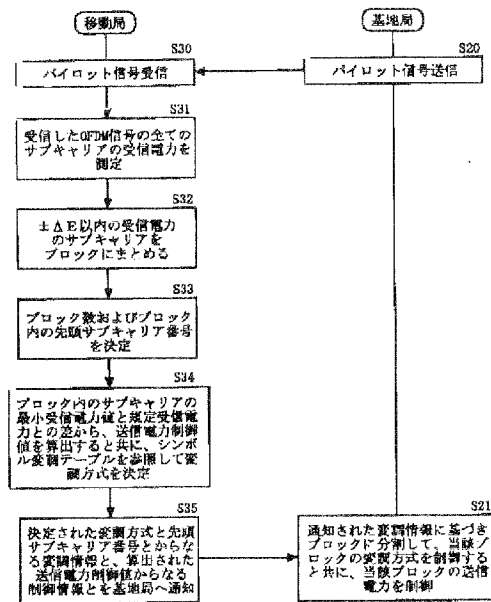 移動局
基地局
S30
S20
パイロット信号受信
パイロット信号送信
S31
受信したOFDM信号の全ての
サブキャリアの受信電力を
測定
S32
±ΔE以内の受信電力
のサブキャリアを
ブロックにまとめる
S33
ブロック数およびブロック
内の先頭サブキャリア番号
を決定
S34
ブロック内のサブキャリアの
最小受信電力値と規定受信電
力との差から、送信電力制御
値を算出すると共に、シンボ
ル変調テーブルを参照して変
調方式を決定
S35
決定された変調方式と先頭
サブキャリア番号とからな
る変調情報と、算出された
送信電力制御値からなる
制御情報とを基地局へ通知
S21
通知された変調情報に基づき
ブロック分割して、当該ブ
ロックの変調方式を制御する
と共に、当該ブロックの送信
電力を制御